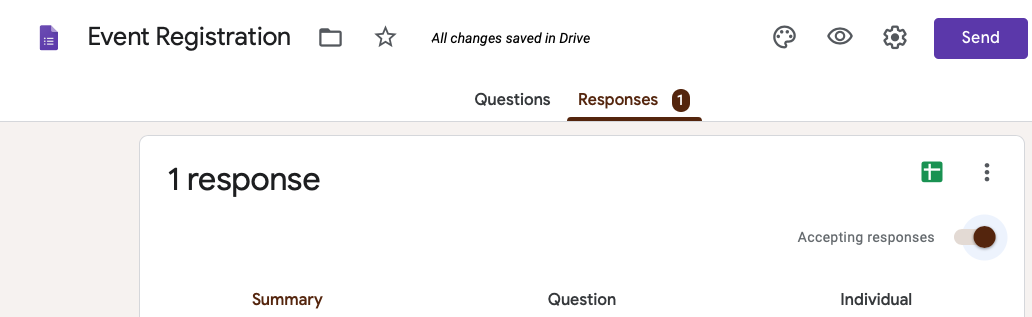 Event Registration All changes saved in Drive Send
Questions Responses 1
1 response
Accepting responses
Summary Question Individual